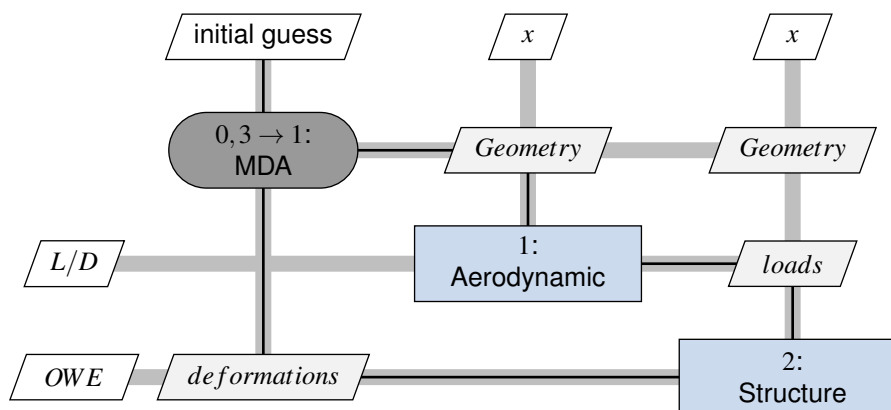 initial guess
x
x
0, 3 → 1:
MDA
Geometry
Geometry
L/D
1:
Aerodynamic
loads
OWE
deformations
2:
Structure